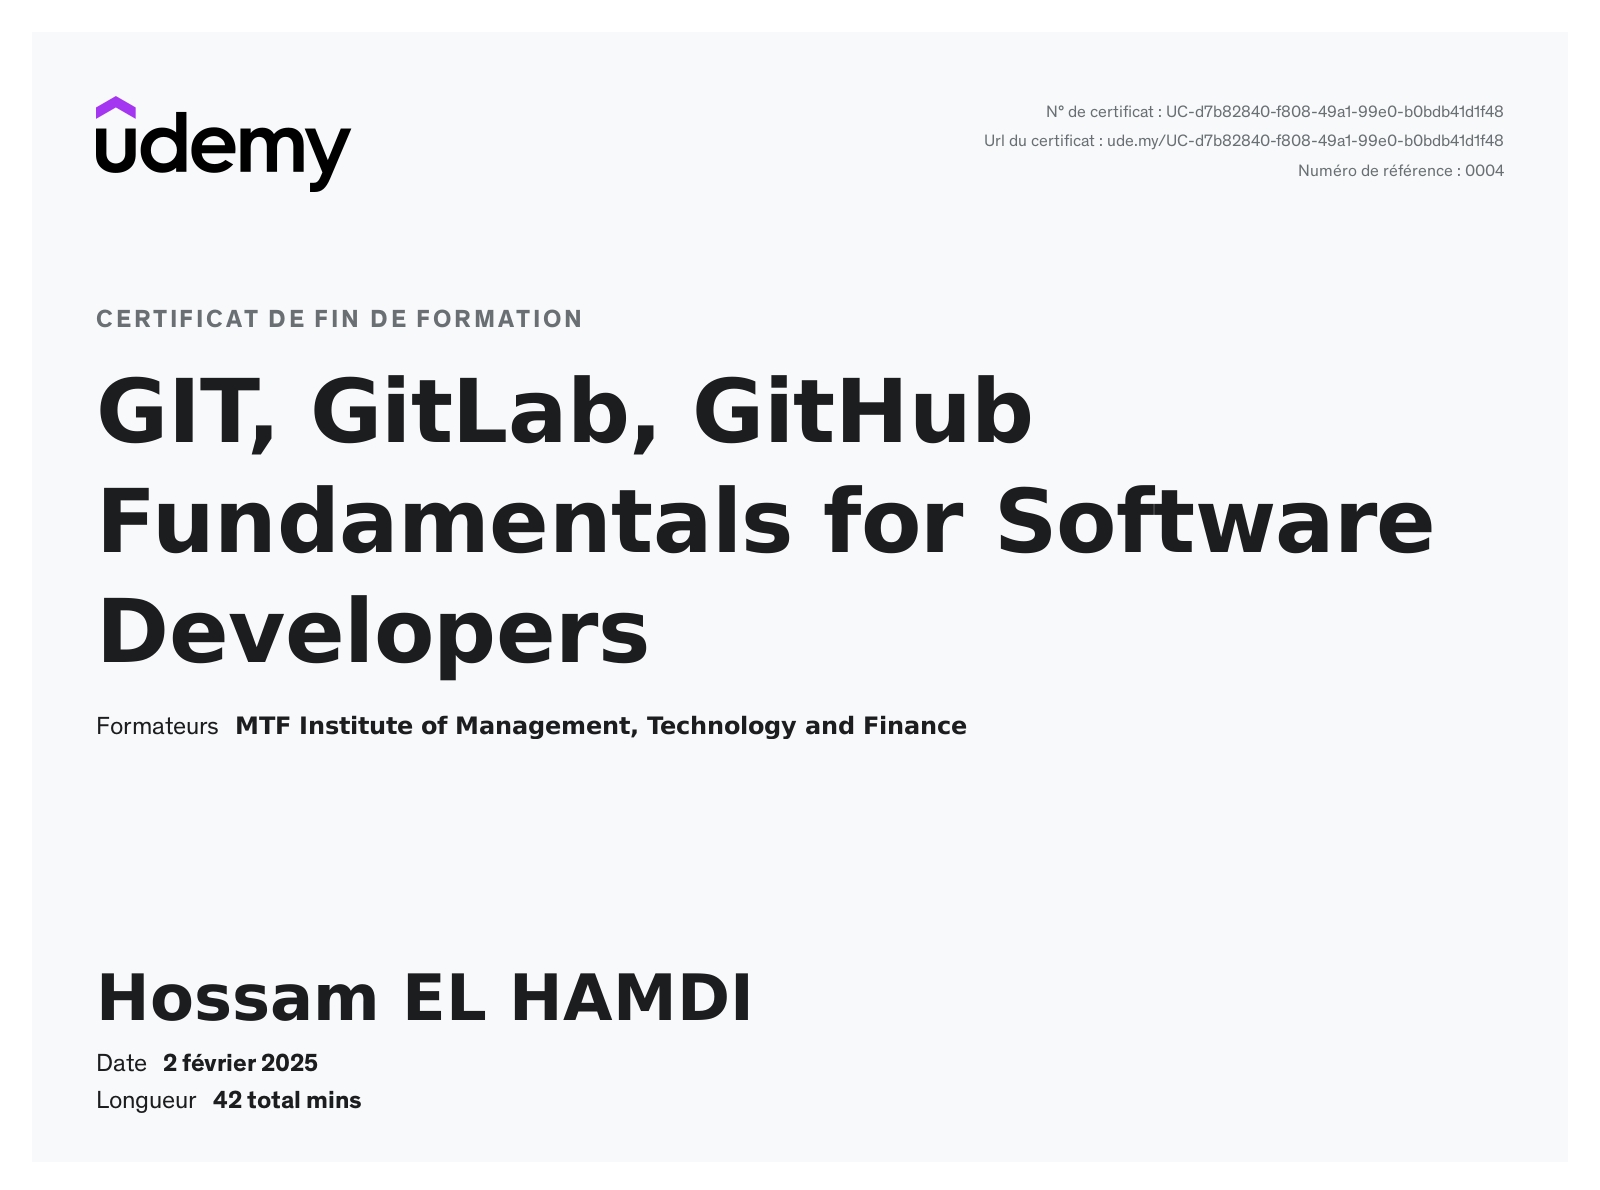 udemy
N° de certificat : UC-d7b82840-f808-49a1-99e0-b0bdb41d1f48
Url du certificat : ude.my/UC-d7b82840-f808-49a1-99e0-b0bdb41d1f48
Numéro de référence : 0004
CERTIFICAT DE FIN DE FORMATION
GIT, GitLab, GitHub
Fundamentals for Software
Developers
Formateurs MTF Institute of Management, Technology and Finance
Hossam EL HAMDI
Date 2 février 2025
Longueur 42 total mins